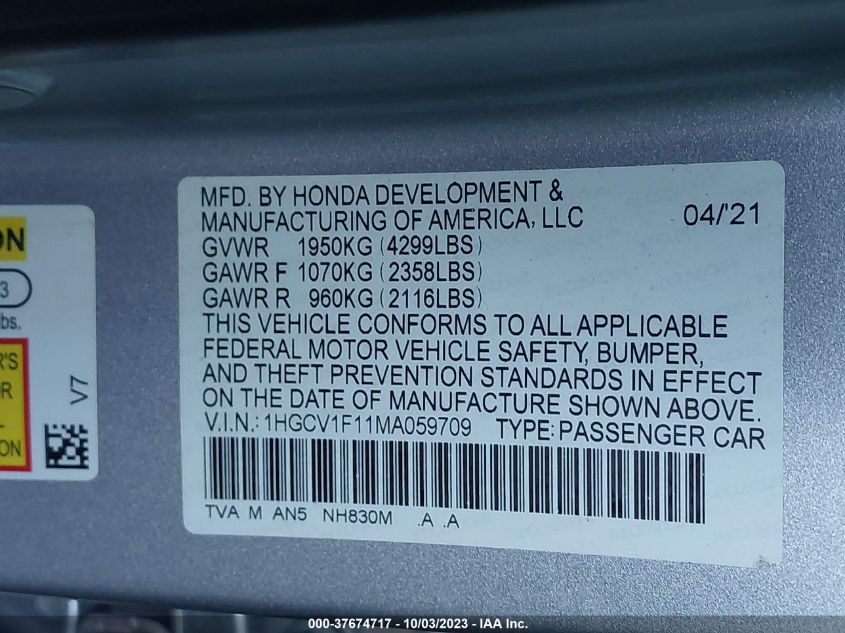 MFD. BY HONDA DEVELOPMENT &
MANUFACTURING OF AMERICA, LLC 04/'21
GVWR 1950KG (4299LBS)
GAWR F 1070KG (2358LBS)
GAWR R 960KG (2116LBS)
THIS VEHICLE CONFORMS TO ALL APPLICABLE
FEDERAL MOTOR VEHICLE SAFETY, BUMPER,
AND THEFT PREVENTION STANDARDS IN EFFECT
ON THE DATE OF MANUFACTURE SHOWN ABOVE.
V.I.N.: 1HGCV1F11MA059709 TYPE: PASSENGER CAR
TVA M AN5 NH830M .A .A
3
lbs.
V7
000-37674717 - 10/03/2023 - IAA Inc.